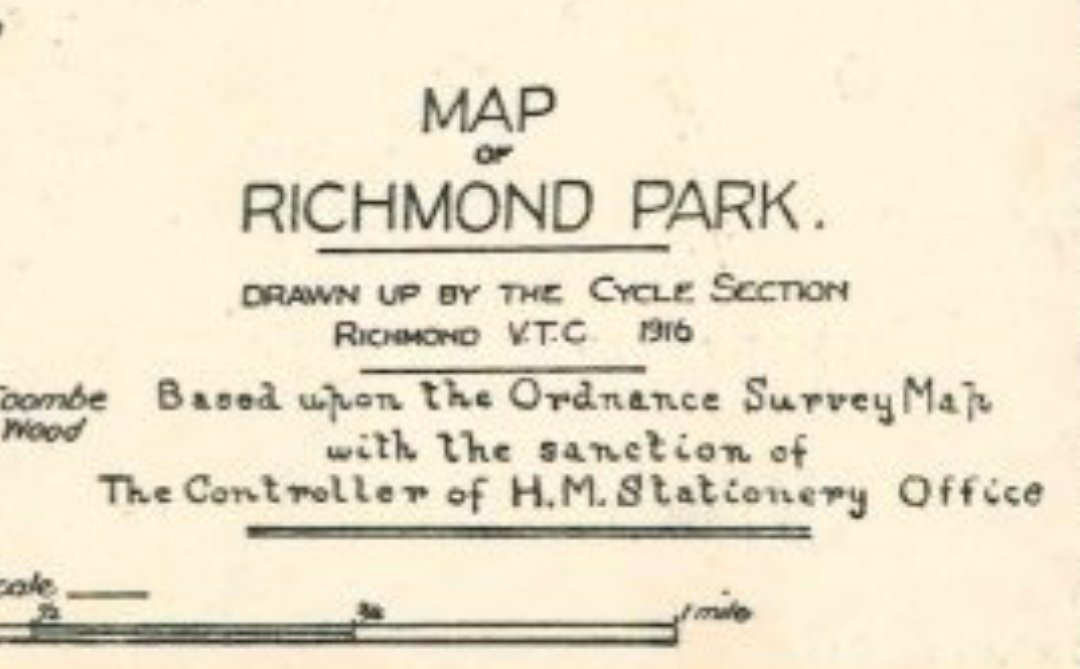 MAP
OF
RICHMOND PARK.
DRAWN UP BY THE CYCLE SECTION
RICHMOND V.T.C. 1916
Coombe
Wood
Based upon the Ordnance Survey Map
with the sanction of
The Controller of H.M. Stationery Office
cale
1/2 3/4 1 mile